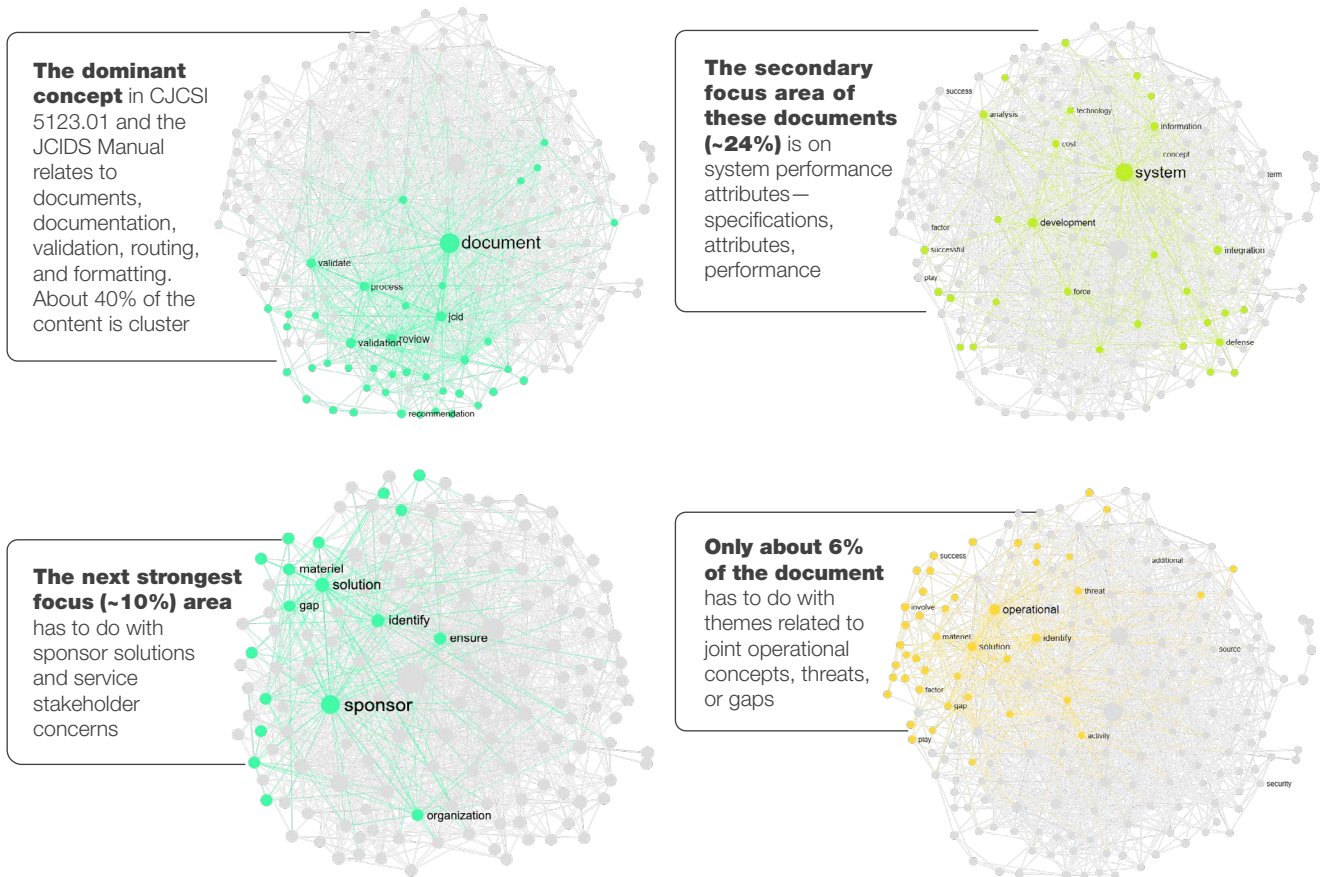 The dominant
concept in CJCSI
5123.01 and the
JCIDS Manual
relates to
documents,
documentation,
validation, routing,
and formatting.
About 40% of the
content is cluster
document
validate
process
jcid
validation
review
recommendation
The secondary
focus area of
these documents
(~24%) is on
system performance
attributes—
specifications,
attributes,
performance
success
analysis
technology
information
cost
concept
system
term
development
factor
successful
integration
play
force
defense
The next strongest
focus (~10%) area
has to do with
sponsor solutions
and service
stakeholder
concerns
materiel
solution
gap
identify
ensure
sponsor
organization
Only about 6%
of the document
has to do with
themes related to
joint operational
concepts, threats,
or gaps
success
additional
threat
involve
operational
materiel
identify
solution
source
factor
gap
play
activity
security